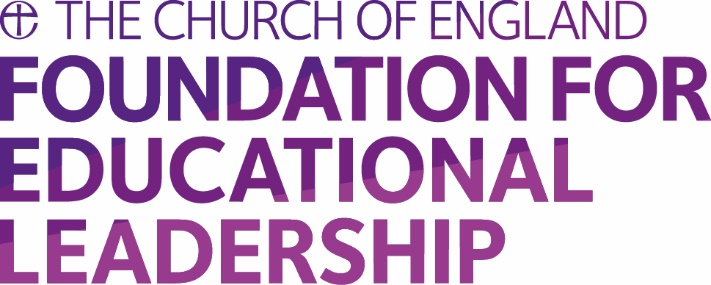 THE CHURCH OF ENGLAND
FOUNDATION FOR
EDUCATIONAL
LEADERSHIP